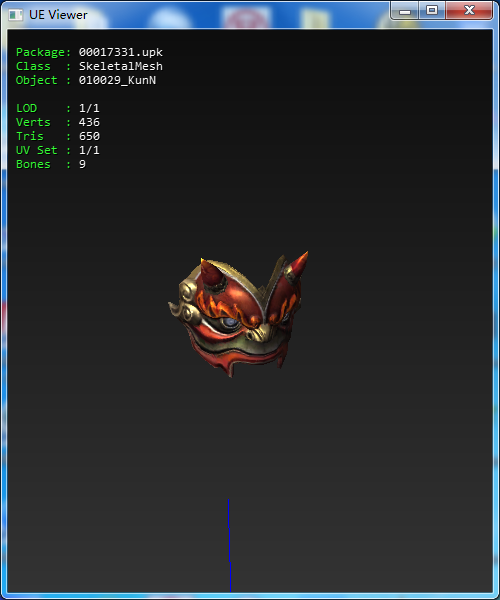 UE Viewer
Package: 00017331.upk
Class  : SkeletalMesh
Object : 010029_KunN
LOD    : 1/1
Verts  : 436
Tris   : 650
UV Set : 1/1
Bones  : 9